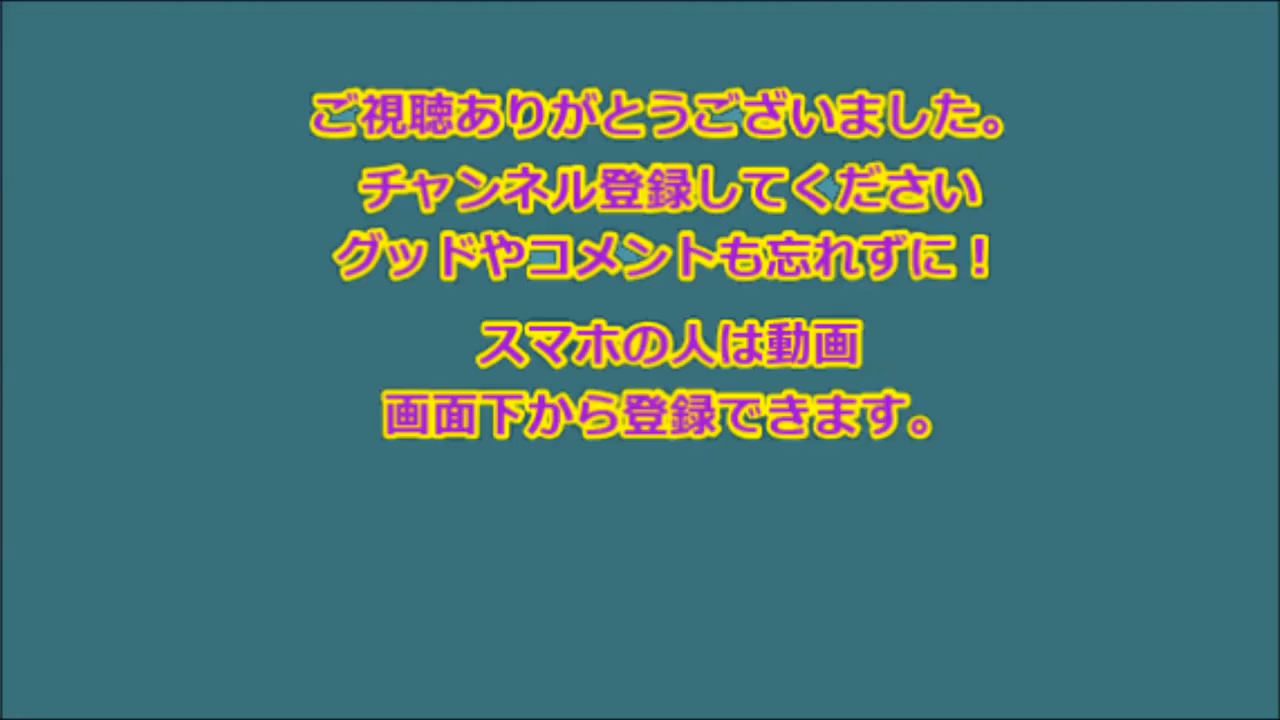 ご視聴ありがとうございました。
チャンネル登録してください
グッドやコメントも忘れずに！
スマホの人は動画
画面下から登録できます。